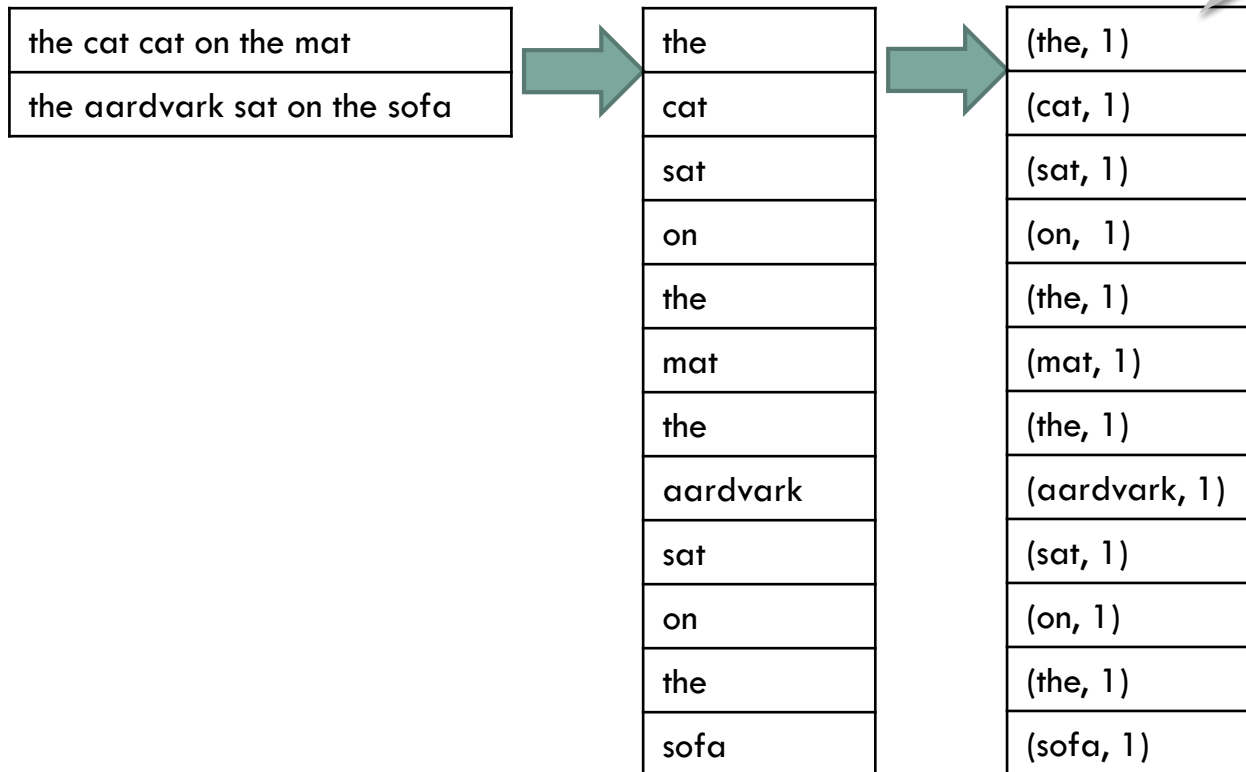 the cat cat on the mat
the aardvark sat on the sofa
the
cat
sat
on
the
mat
the
aardvark
sat
on
the
sofa
(the, 1)
(cat, 1)
(sat, 1)
(on,  1)
(the, 1)
(mat, 1)
(the, 1)
(aardvark, 1)
(sat, 1)
(on, 1)
(the, 1)
(sofa, 1)